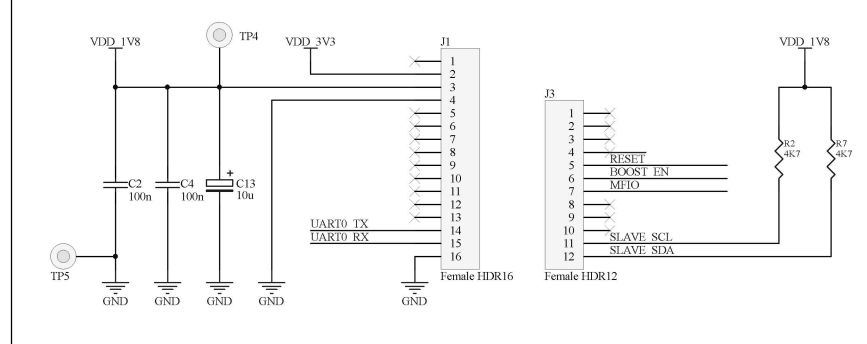 TP4
VDD_1V8
VDD_3V3
J1
VDD_1V8
1
2
3
4
5
6
7
8
9
10
11
12
13
14
15
16
J3
1
2
3
4
5
6
7
8
9
10
11
12
RESET
BOOST_EN
MFIO
SLAVE_SCL
SLAVE_SDA
R2
4K7
R7
4K7
C2
100n
C4
100n
+
C13
10u
UART0_TX
UART0_RX
TP5
GND
GND
GND
GND
GND
Female HDR16
Female HDR12